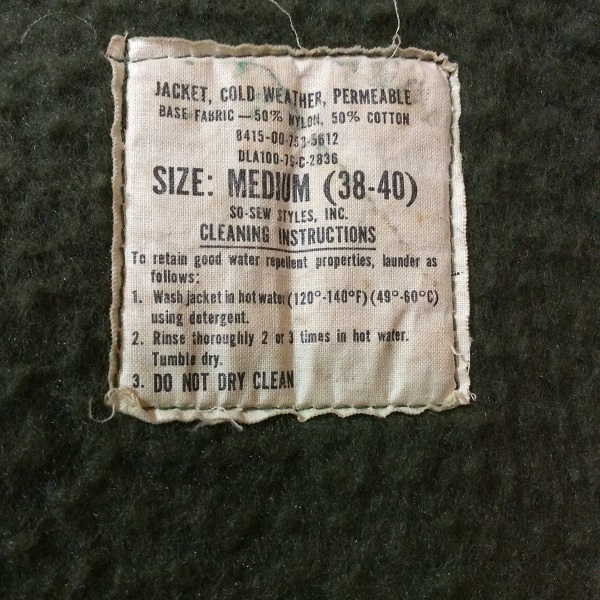 JACKET, COLD WEATHER, PERMEABLE
BASE FABRIC — 50% NYLON, 50% COTTON
8415-00-753-5612
DLA100-79-C-2836
SIZE: MEDIUM (38-40)
SO-SEW STYLES, INC.
CLEANING INSTRUCTIONS
To retain good water repellent properties, launder as
follows:
1. Wash jacket in hot water (120°-140°F)(49°-60°C)
using detergent.
2. Rinse thoroughly 2 or 3 times in hot water.
Tumble dry.
3. DO NOT DRY CLEAN